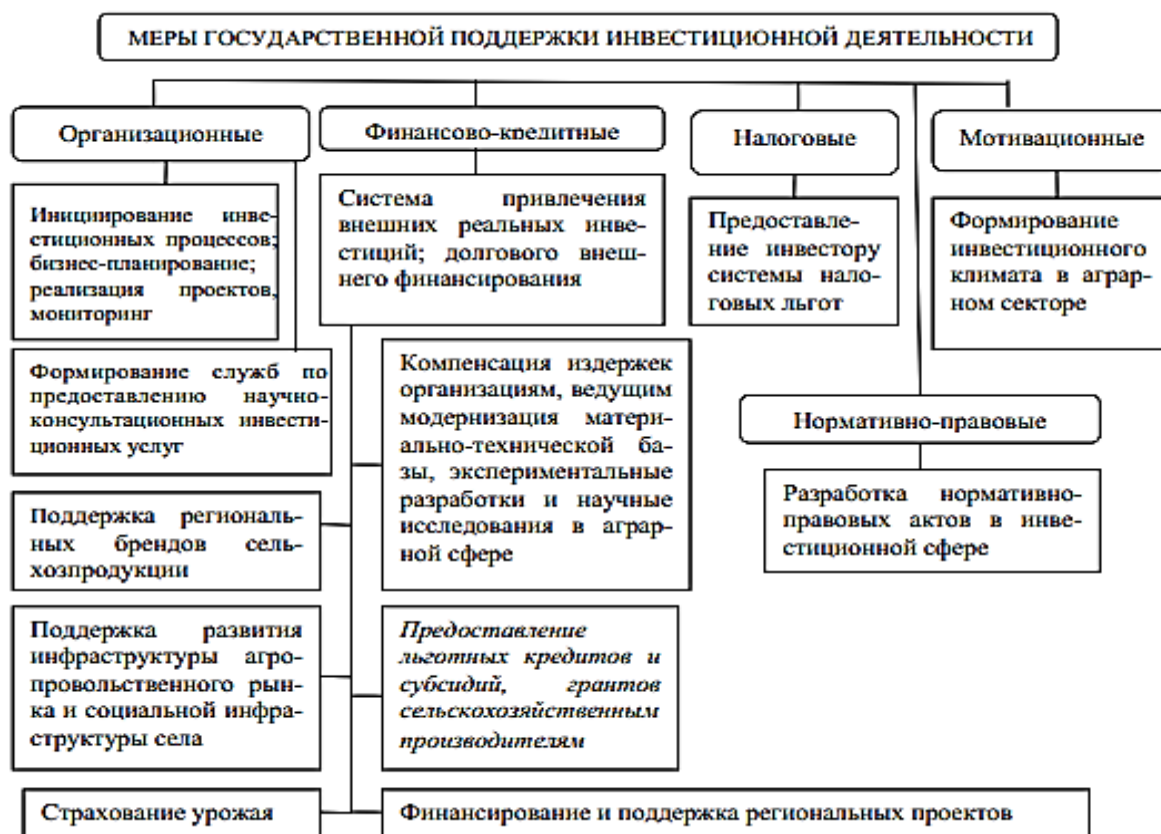 МЕРЫ ГОСУДАРСТВЕННОЙ ПОДДЕРЖКИ ИНВЕСТИЦИОННОЙ ДЕЯТЕЛЬНОСТИ
Организационные
Финансово-кредитные
Налоговые
Мотивационные
Инициирование инве-
стиционных процессов;
бизнес-планирование;
реализация проектов,
мониторинг
Система привлечения
внешних реальных инве-
стиций; долгового внеш-
него финансирования
Предоставле-
ние инвестору
системы нало-
говых льгот
Формирование
инвестиционного
климата в аграр-
ном секторе
Формирование служб по
предоставлению научно-
консультационных инвести-
ционных услуг
Компенсация издержек
организациям, ведущим
модернизация матери-
ально-технической ба-
зы, экспериментальные
разработки и научные
исследования в аграр-
ной сфере
Нормативно-правовые
Разработка нормативно-
правовых актов в инве-
стиционной сфере
Поддержка региональ-
ных брендов сель-
хозпродукции
Поддержка развития
инфраструктуры агро-
провольственного рын-
ка и социальной инфра-
структуры села
Предоставление
льготных кредитов и
субсидий, грантов
сельскохозяйственным
производителям
Страхование урожая
Финансирование и поддержка региональных проектов